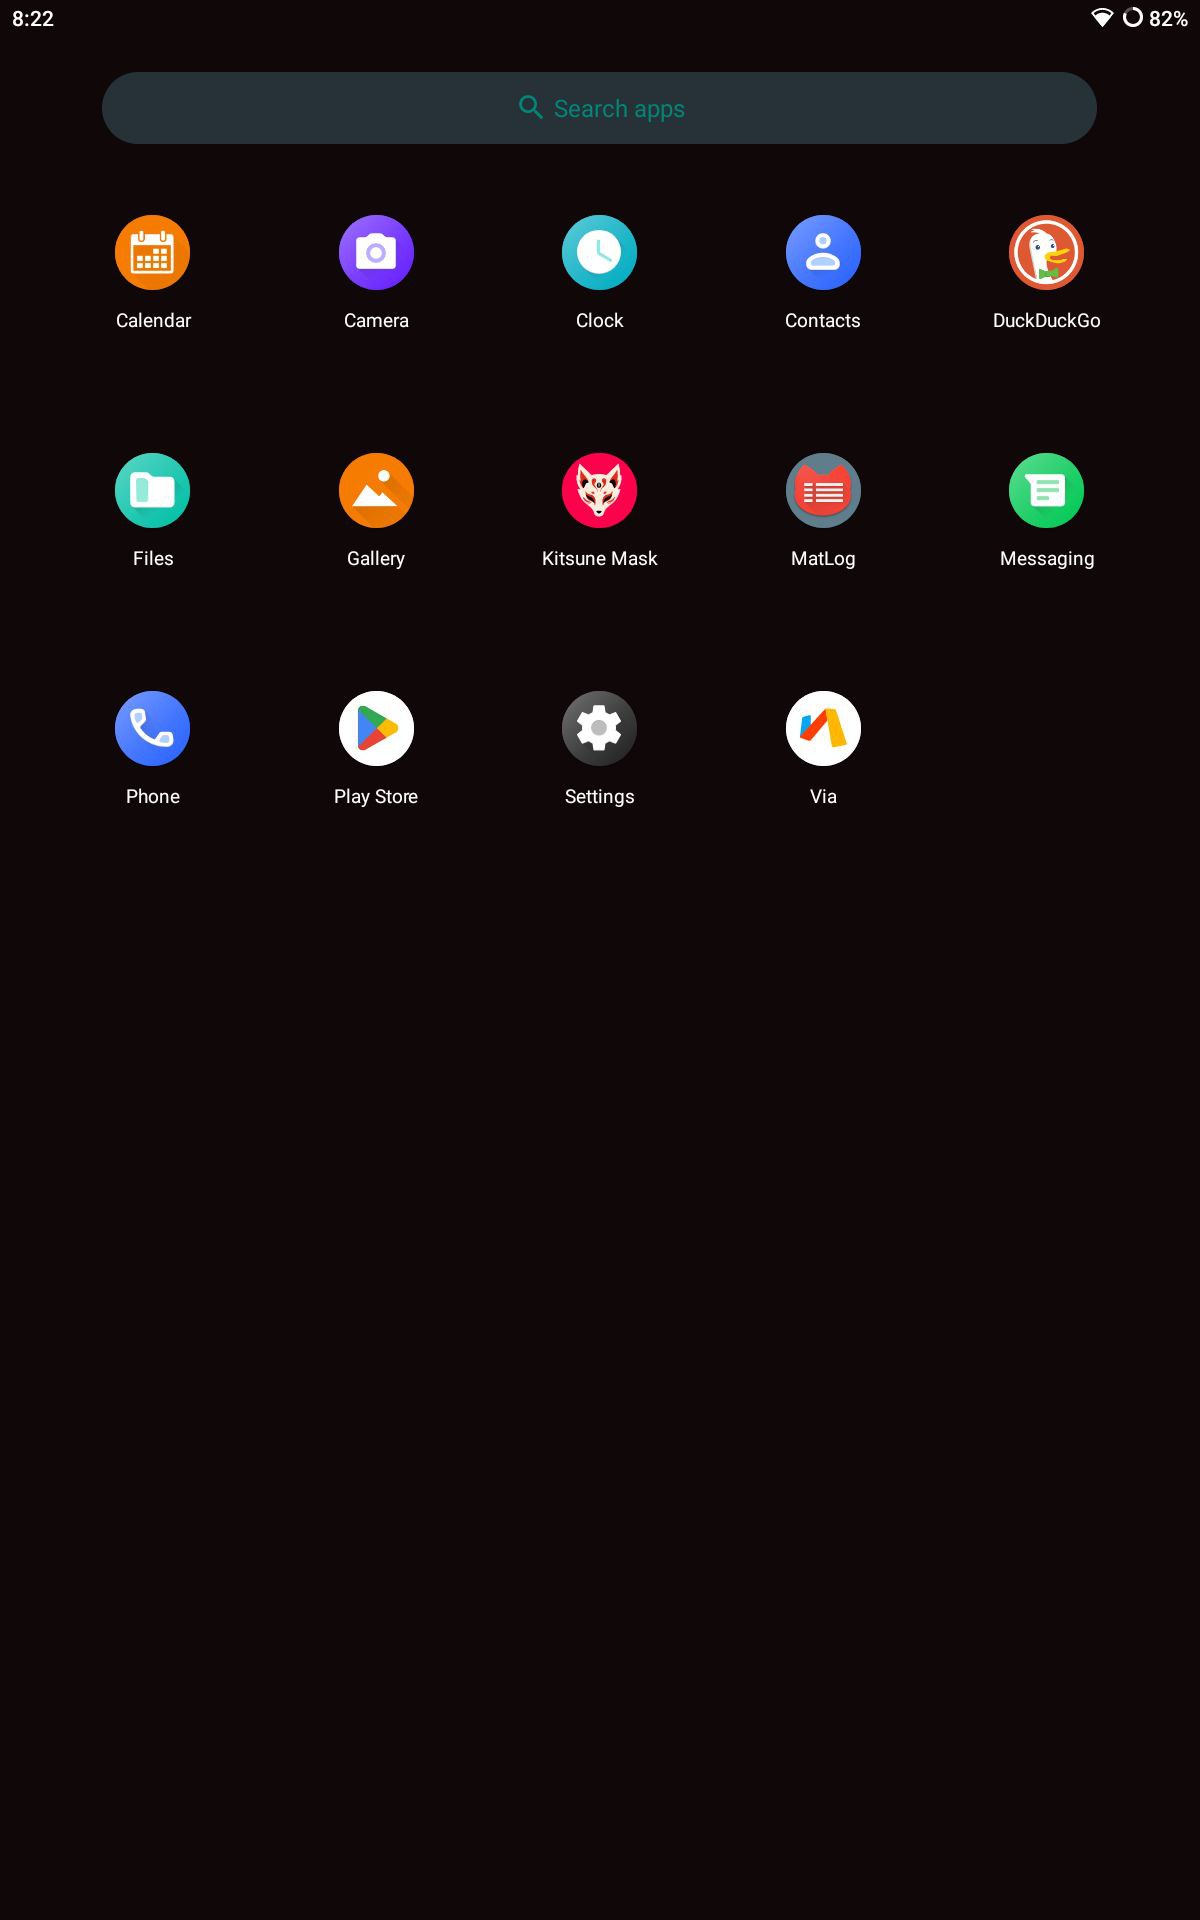 8:22 82%
Search apps
Calendar Camera Clock Contacts DuckDuckGo
Files Gallery Kitsune Mask MatLog Messaging
Phone Play Store Settings Via